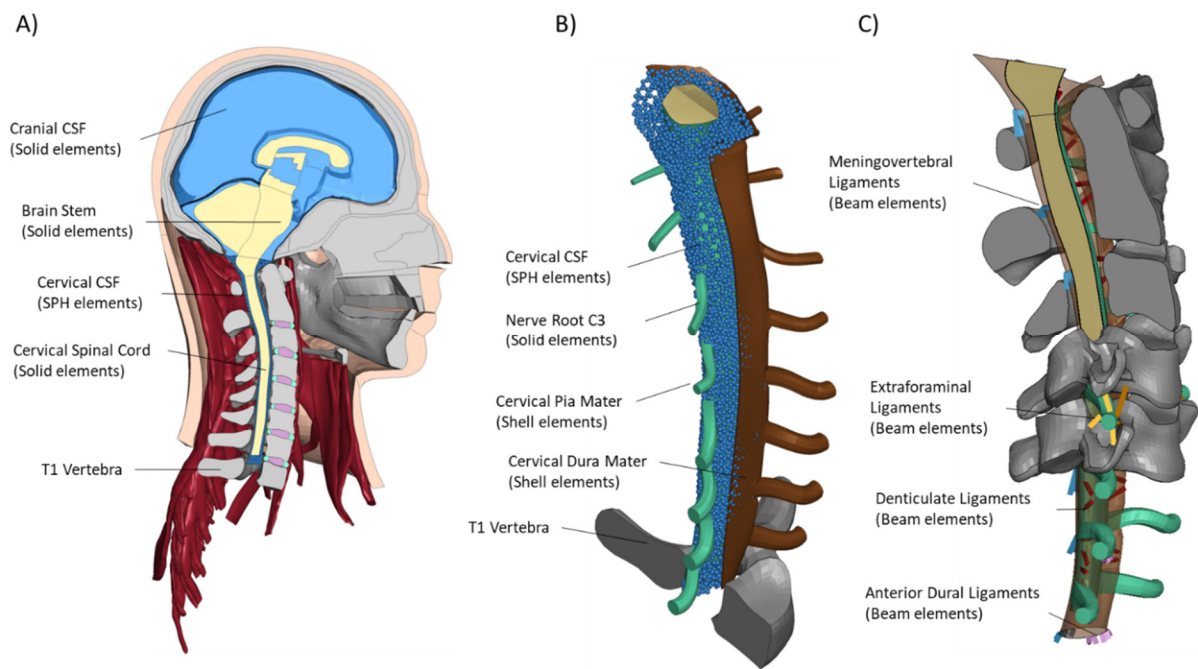 A)
Cranial CSF
(Solid elements)
Brain Stem
(Solid elements)
Cervical CSF
(SPH elements)
Cervical Spinal Cord
(Solid elements)
T1 Vertebra
B)
Cervical CSF
(SPH elements)
Nerve Root C3
(Solid elements)
Cervical Pia Mater
(Shell elements)
Cervical Dura Mater
(Shell elements)
T1 Vertebra
C)
Meningovertebral
Ligaments
(Beam elements)
Extraforaminal
Ligaments
(Beam elements)
Denticulate Ligaments
(Beam elements)
Anterior Dural Ligaments
(Beam elements)